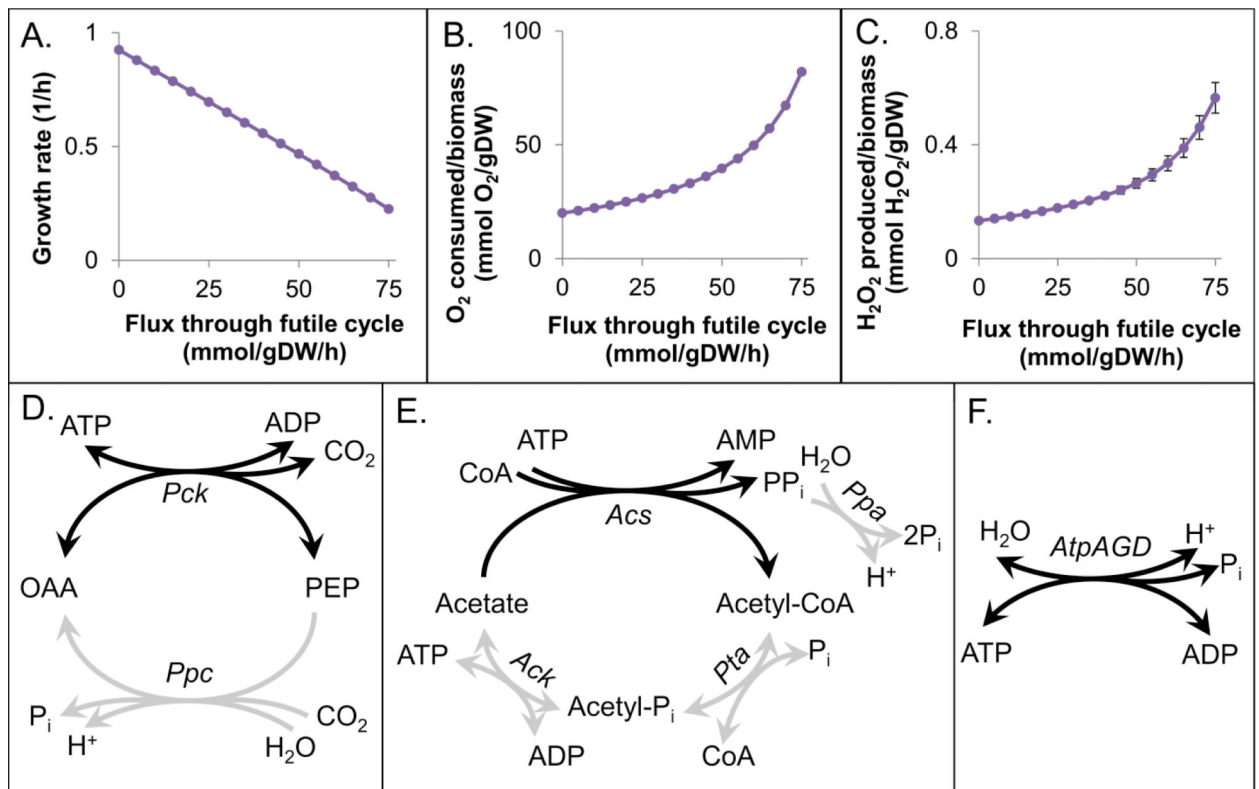 A.
Growth rate (1/h)
1
0.5
0
0 25 50 75
Flux through futile cycle
(mmol/gDW/h)
B.
O₂ consumed/biomass
(mmol O₂/gDW)
100
50
0
0 25 50 75
Flux through futile cycle
(mmol/gDW/h)
C.
H₂O₂ produced/biomass
(mmol H₂O₂/gDW)
0.8
0.4
0
0 25 50 75
Flux through futile cycle
(mmol/gDW/h)
D.
ATP
ADP
CO₂
Pck
OAA
PEP
Ppc
Pᵢ
H⁺
CO₂
H₂O
E.
ATP
CoA
AMP
PPᵢ
H₂O
Ppa
2Pᵢ
H⁺
Acs
Acetate
Acetyl-CoA
ATP
Ack
Pta
Pᵢ
Acetyl-Pᵢ
ADP
CoA
F.
H₂O
AtpAGD
H⁺
Pᵢ
ATP
ADP